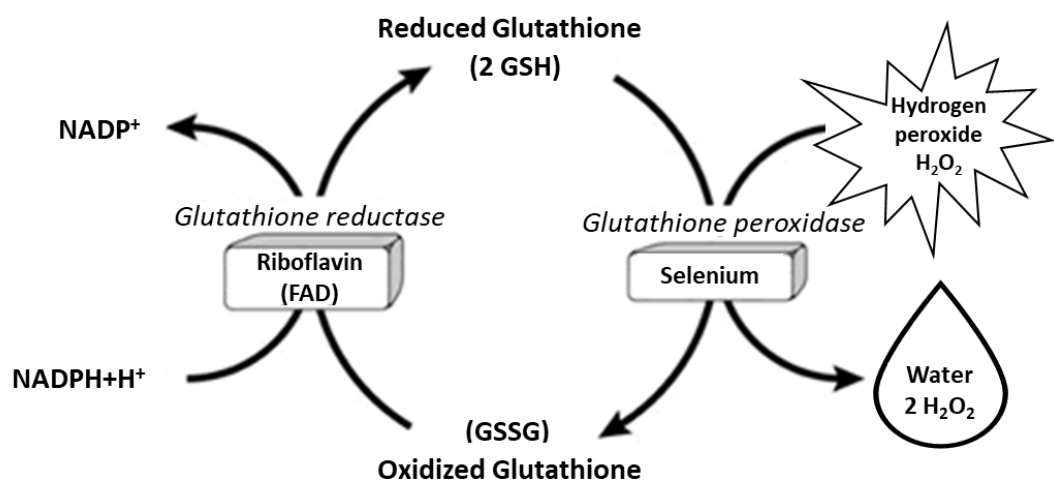 Reduced Glutathione
(2 GSH)
NADP⁺
Hydrogen
peroxide
H₂O₂
Glutathione reductase
Glutathione peroxidase
Riboflavin
(FAD)
Selenium
NADPH+H⁺
Water
2 H₂O₂
(GSSG)
Oxidized Glutathione